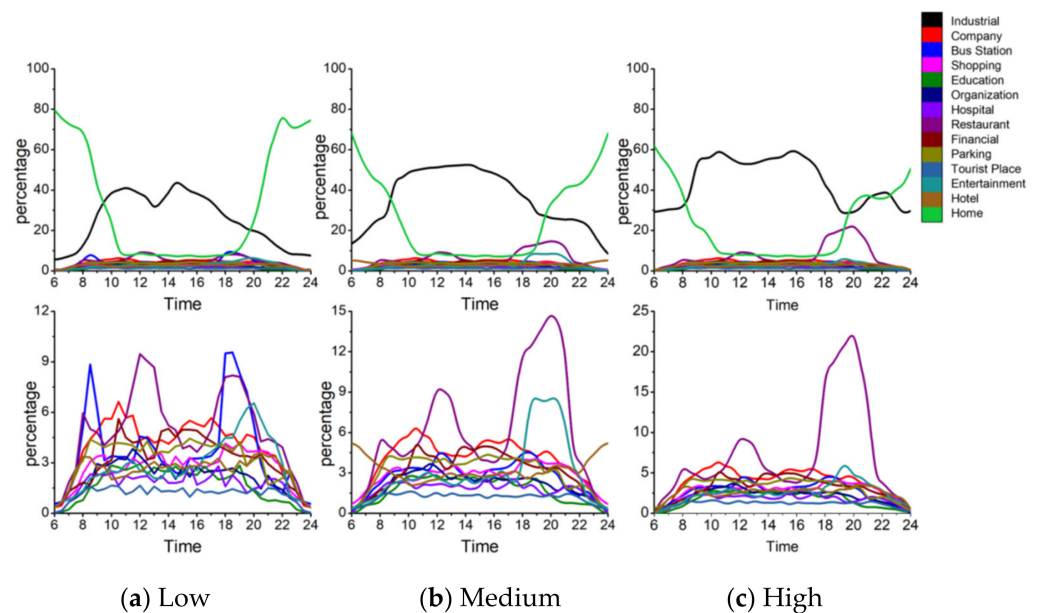 Industrial
Company
Bus Station
Shopping
Education
Organization
Hospital
Restaurant
Financial
Parking
Tourist Place
Entertainment
Hotel
Home
percentage
100
80
60
40
20
0
6 8 10 12 14 16 18 20 22 24
Time
percentage
100
80
60
40
20
0
6 8 10 12 14 16 18 20 22 24
Time
percentage
100
80
60
40
20
0
6 8 10 12 14 16 18 20 22 24
Time
percentage
12
9
6
3
0
6 8 10 12 14 16 18 20 22 24
Time
percentage
15
12
9
6
3
0
6 8 10 12 14 16 18 20 22 24
Time
percentage
25
20
15
10
5
0
6 8 10 12 14 16 18 20 22 24
Time
(a) Low
(b) Medium
(c) High